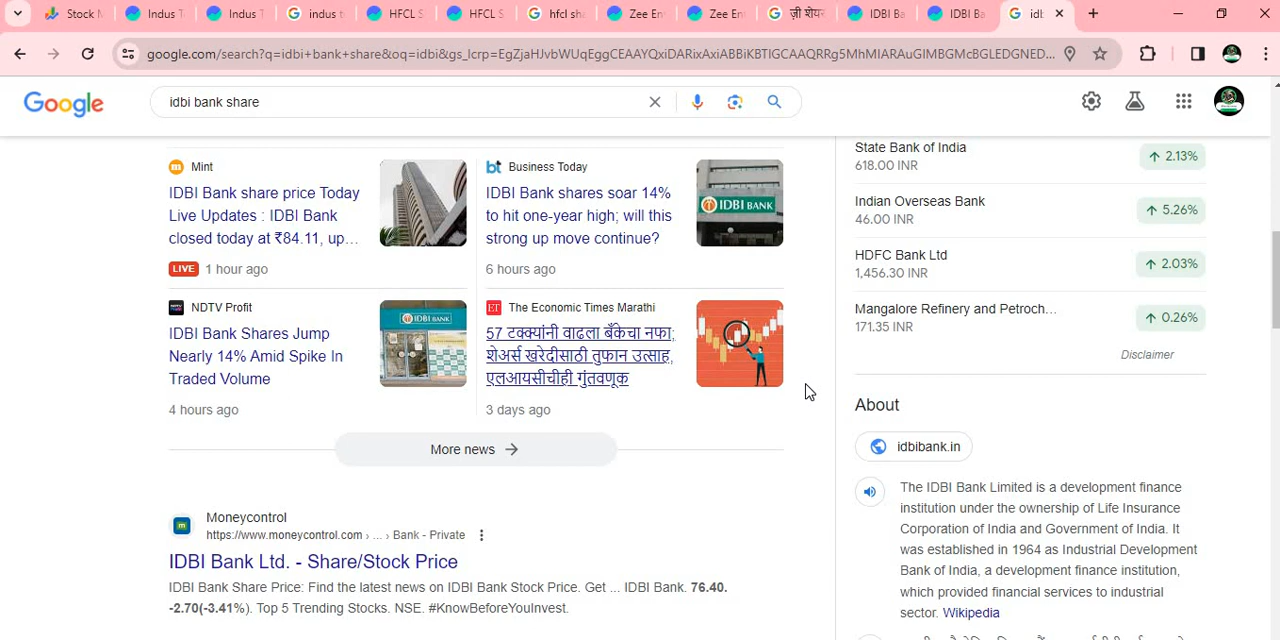 Stock M
Indus T
Indus T
indus t
HFCL S
HFCL S
hfcl sha
Zee En
Zee En
ज़ी शेयर
IDBI Ba
IDBI Ba
idb
google.com/search?q=idbi+bank+share&oq=idbi&gs_lcrp=EgZjaHJvbWUqEggCEAAYQxiDARixAxiABBiKBTIGCAAQRRg5MhMIARAuGIMBGMcBGLEDGNED...
Google
idbi bank share
Mint
IDBI Bank share price Today
Live Updates : IDBI Bank
closed today at ₹84.11, up…
LIVE 1 hour ago
Business Today
IDBI Bank shares soar 14%
to hit one-year high; will this
strong up move continue?
6 hours ago
IDBI BANK
NDTV Profit
IDBI Bank Shares Jump
Nearly 14% Amid Spike In
Traded Volume
4 hours ago
IDBI BANK
The Economic Times Marathi
57 टक्क्यांनी वाढला बँकेचा नफा;
शेअर्स खरेदीसाठी तुफान उत्साह,
एलआयसीचीही गुंतवणूक
3 days ago
More news
Moneycontrol
https://www.moneycontrol.com › ... › Bank - Private
IDBI Bank Ltd. - Share/Stock Price
IDBI Bank Share Price: Find the latest news on IDBI Bank Stock Price. Get ... IDBI Bank. 76.40.
-2.70(-3.41%). Top 5 Trending Stocks. NSE. #KnowBeforeYouInvest.
State Bank of India
618.00 INR
2.13%
Indian Overseas Bank
46.00 INR
5.26%
HDFC Bank Ltd
1,456.30 INR
2.03%
Mangalore Refinery and Petroch…
171.35 INR
0.26%
Disclaimer
About
idbibank.in
The IDBI Bank Limited is a development finance
institution under the ownership of Life Insurance
Corporation of India and Government of India. It
was established in 1964 as Industrial Development
Bank of India, a development finance institution,
which provided financial services to industrial
sector. Wikipedia